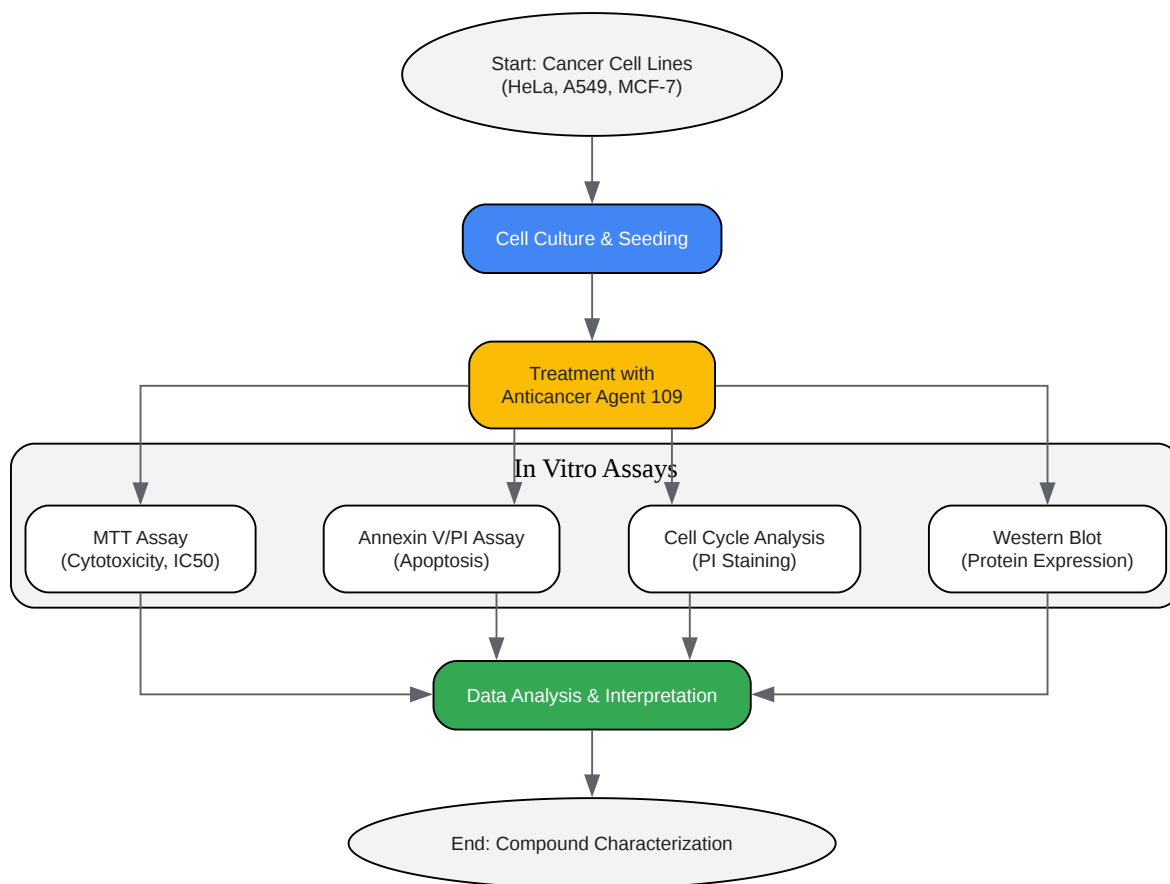 Start: Cancer Cell Lines
(HeLa, A549, MCF-7)
Cell Culture & Seeding
Treatment with
Anticancer Agent 109
In Vitro Assays
MTT Assay
(Cytotoxicity, IC50)
Annexin V/PI Assay
(Apoptosis)
Cell Cycle Analysis
(PI Staining)
Western Blot
(Protein Expression)
Data Analysis & Interpretation
End: Compound Characterization